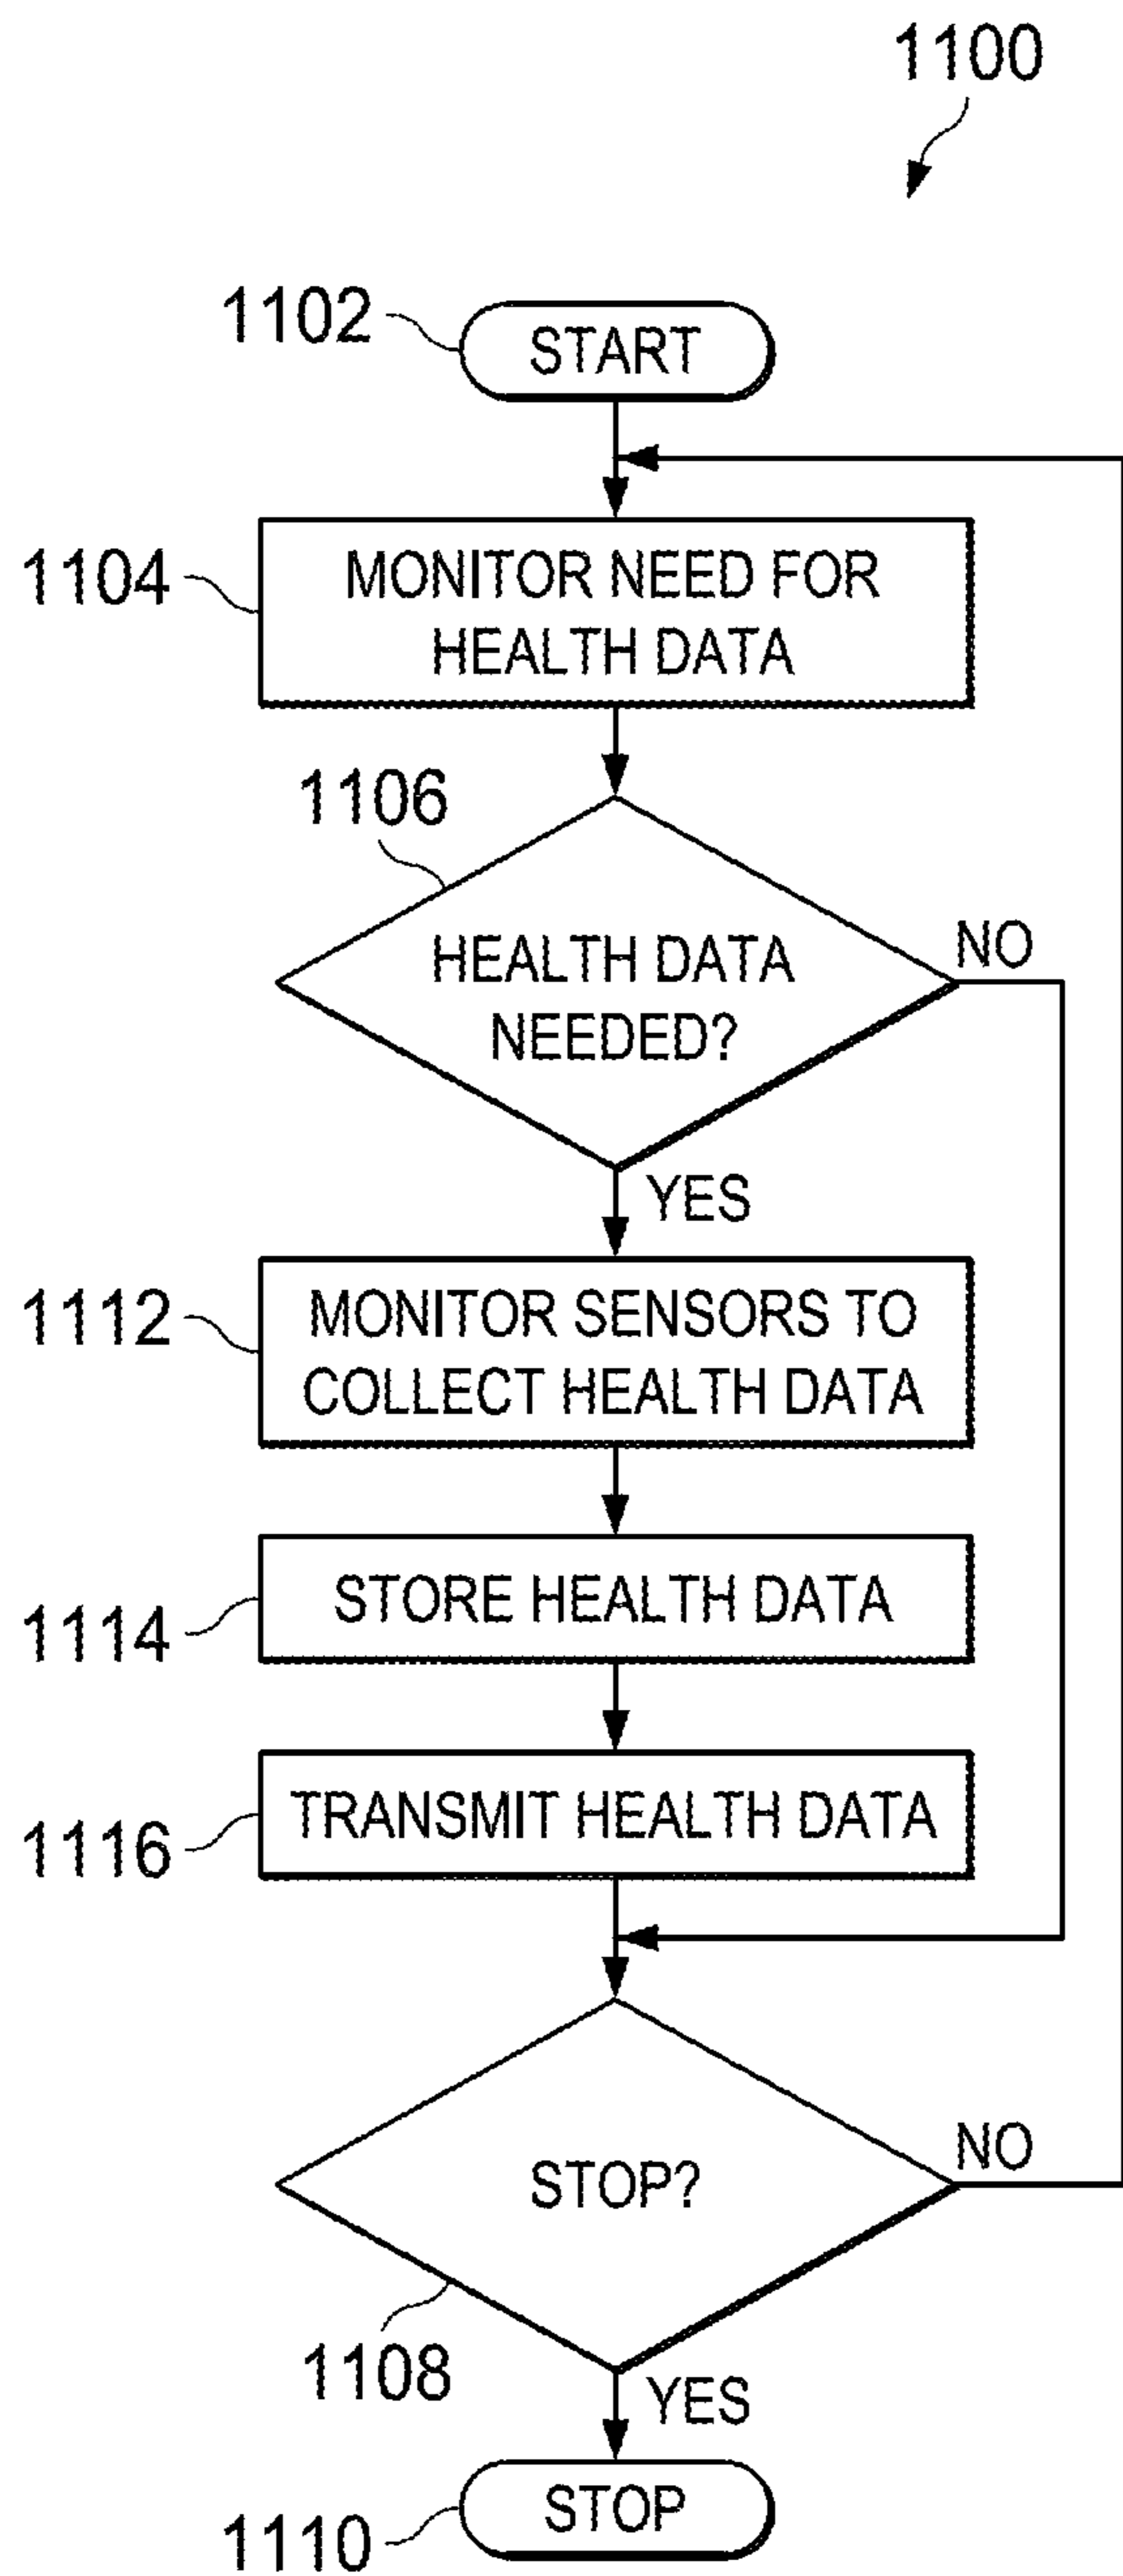 1100
1102
START
1104
MONITOR NEED FOR
HEALTH DATA
1106
HEALTH DATA
NEEDED?
NO
YES
1112
MONITOR SENSORS TO
COLLECT HEALTH DATA
1114
STORE HEALTH DATA
1116
TRANSMIT HEALTH DATA
STOP?
NO
1108
YES
STOP
1110